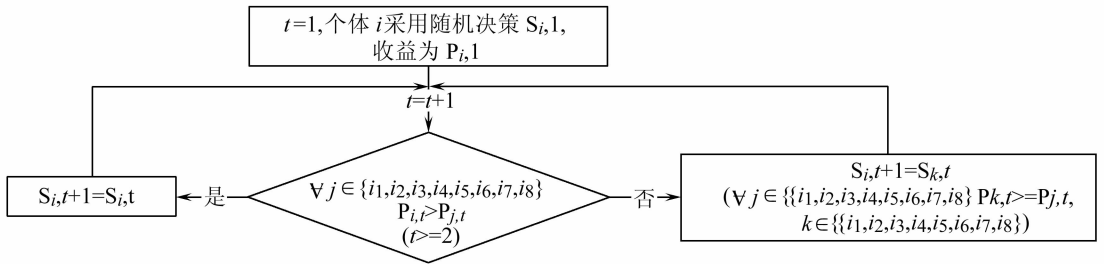 t=1,个体 i采用随机决策 Si,1,
收益为 Pi,1
t=t+1
∀ j∈{i1,i2,i3,i4,i5,i6,i7,i8}
Pi,t>Pj,t
(t>=2)
是
Si,t+1=Si,t
否
Si,t+1=Sk,t
(∀ j∈{{i1,i2,i3,i4,i5,i6,i7,i8} Pk,t>=Pj,t,
k∈{{i1,i2,i3,i4,i5,i6,i7,i8})